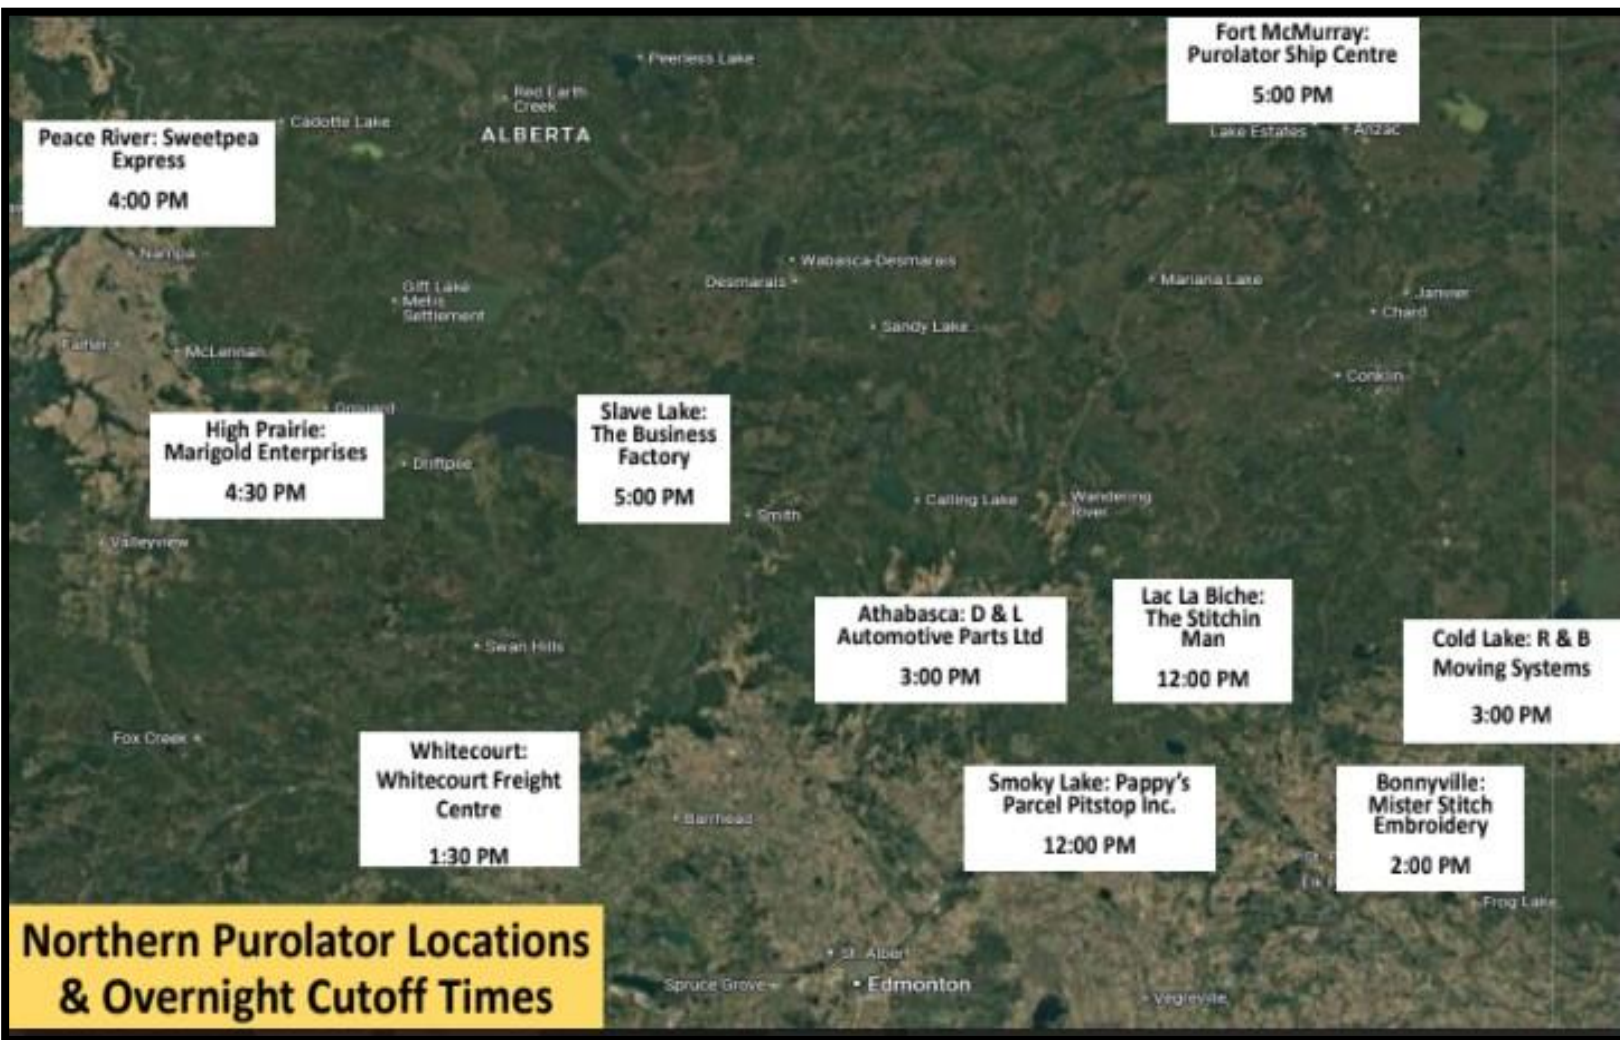 Fort McMurray:
Purolator Ship Centre
5:00 PM
Peerless Lake
Red Earth
Creek
Cadotte Lake
ALBERTA
Lake Estates
Anzac
Peace River: Sweetpea
Express
4:00 PM
Nampa
Wabasca-Desmarais
Desmarais
Mariana Lake
Gift Lake
Metis
Settlement
Janvier
Chard
Sandy Lake
Falher
McLennan
Conklin
Grouard
High Prairie:
Marigold Enterprises
4:30 PM
Driftpile
Slave Lake:
The Business
Factory
5:00 PM
Smith
Calling Lake
Wandering
River
Valleyview
Athabasca: D & L
Automotive Parts Ltd
3:00 PM
Lac La Biche:
The Stitchin
Man
12:00 PM
Cold Lake: R & B
Moving Systems
3:00 PM
Swan Hills
Fox Creek
Whitecourt:
Whitecourt Freight
Centre
1:30 PM
Barrhead
Smoky Lake: Pappy's
Parcel Pitstop Inc.
12:00 PM
Bonnyville:
Mister Stitch
Embroidery
2:00 PM
Frog Lake
Northern Purolator Locations
& Overnight Cutoff Times
St. Albert
Spruce Grove
Edmonton
Vegreville